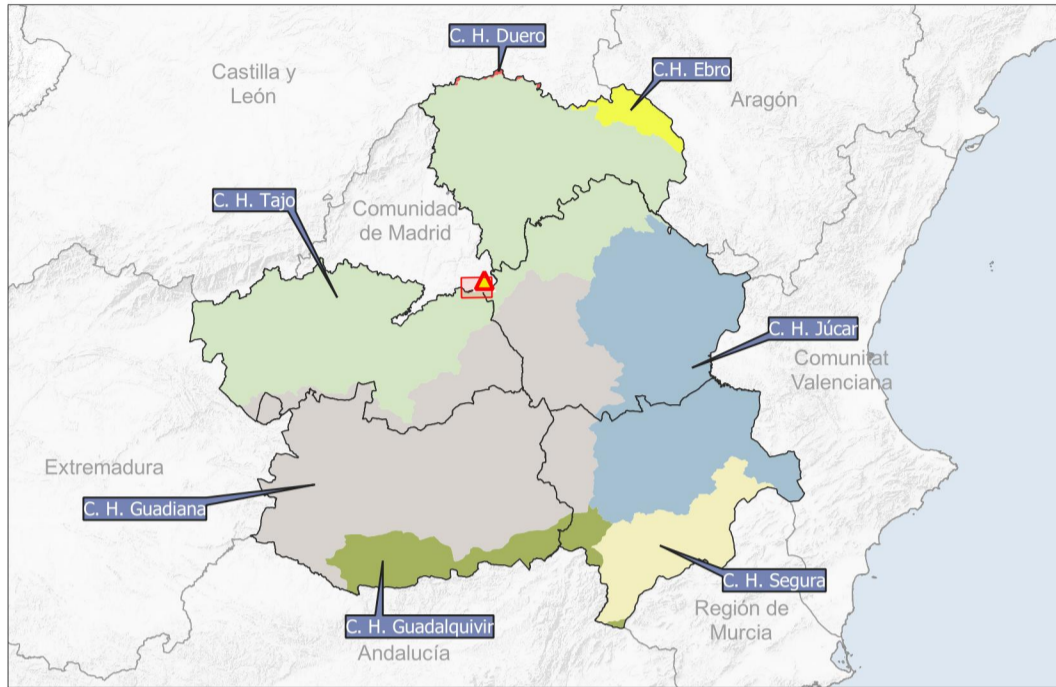 C. H. Duero
Castilla y
León
C.H. Ebro
Aragón
C. H. Tajo
Comunidad
de Madrid
C. H. Júcar
Comunitat
Valenciana
Extremadura
C. H. Guadiana
C. H. Segura
Región de
Murcia
C. H. Guadalquivir
Andalucía